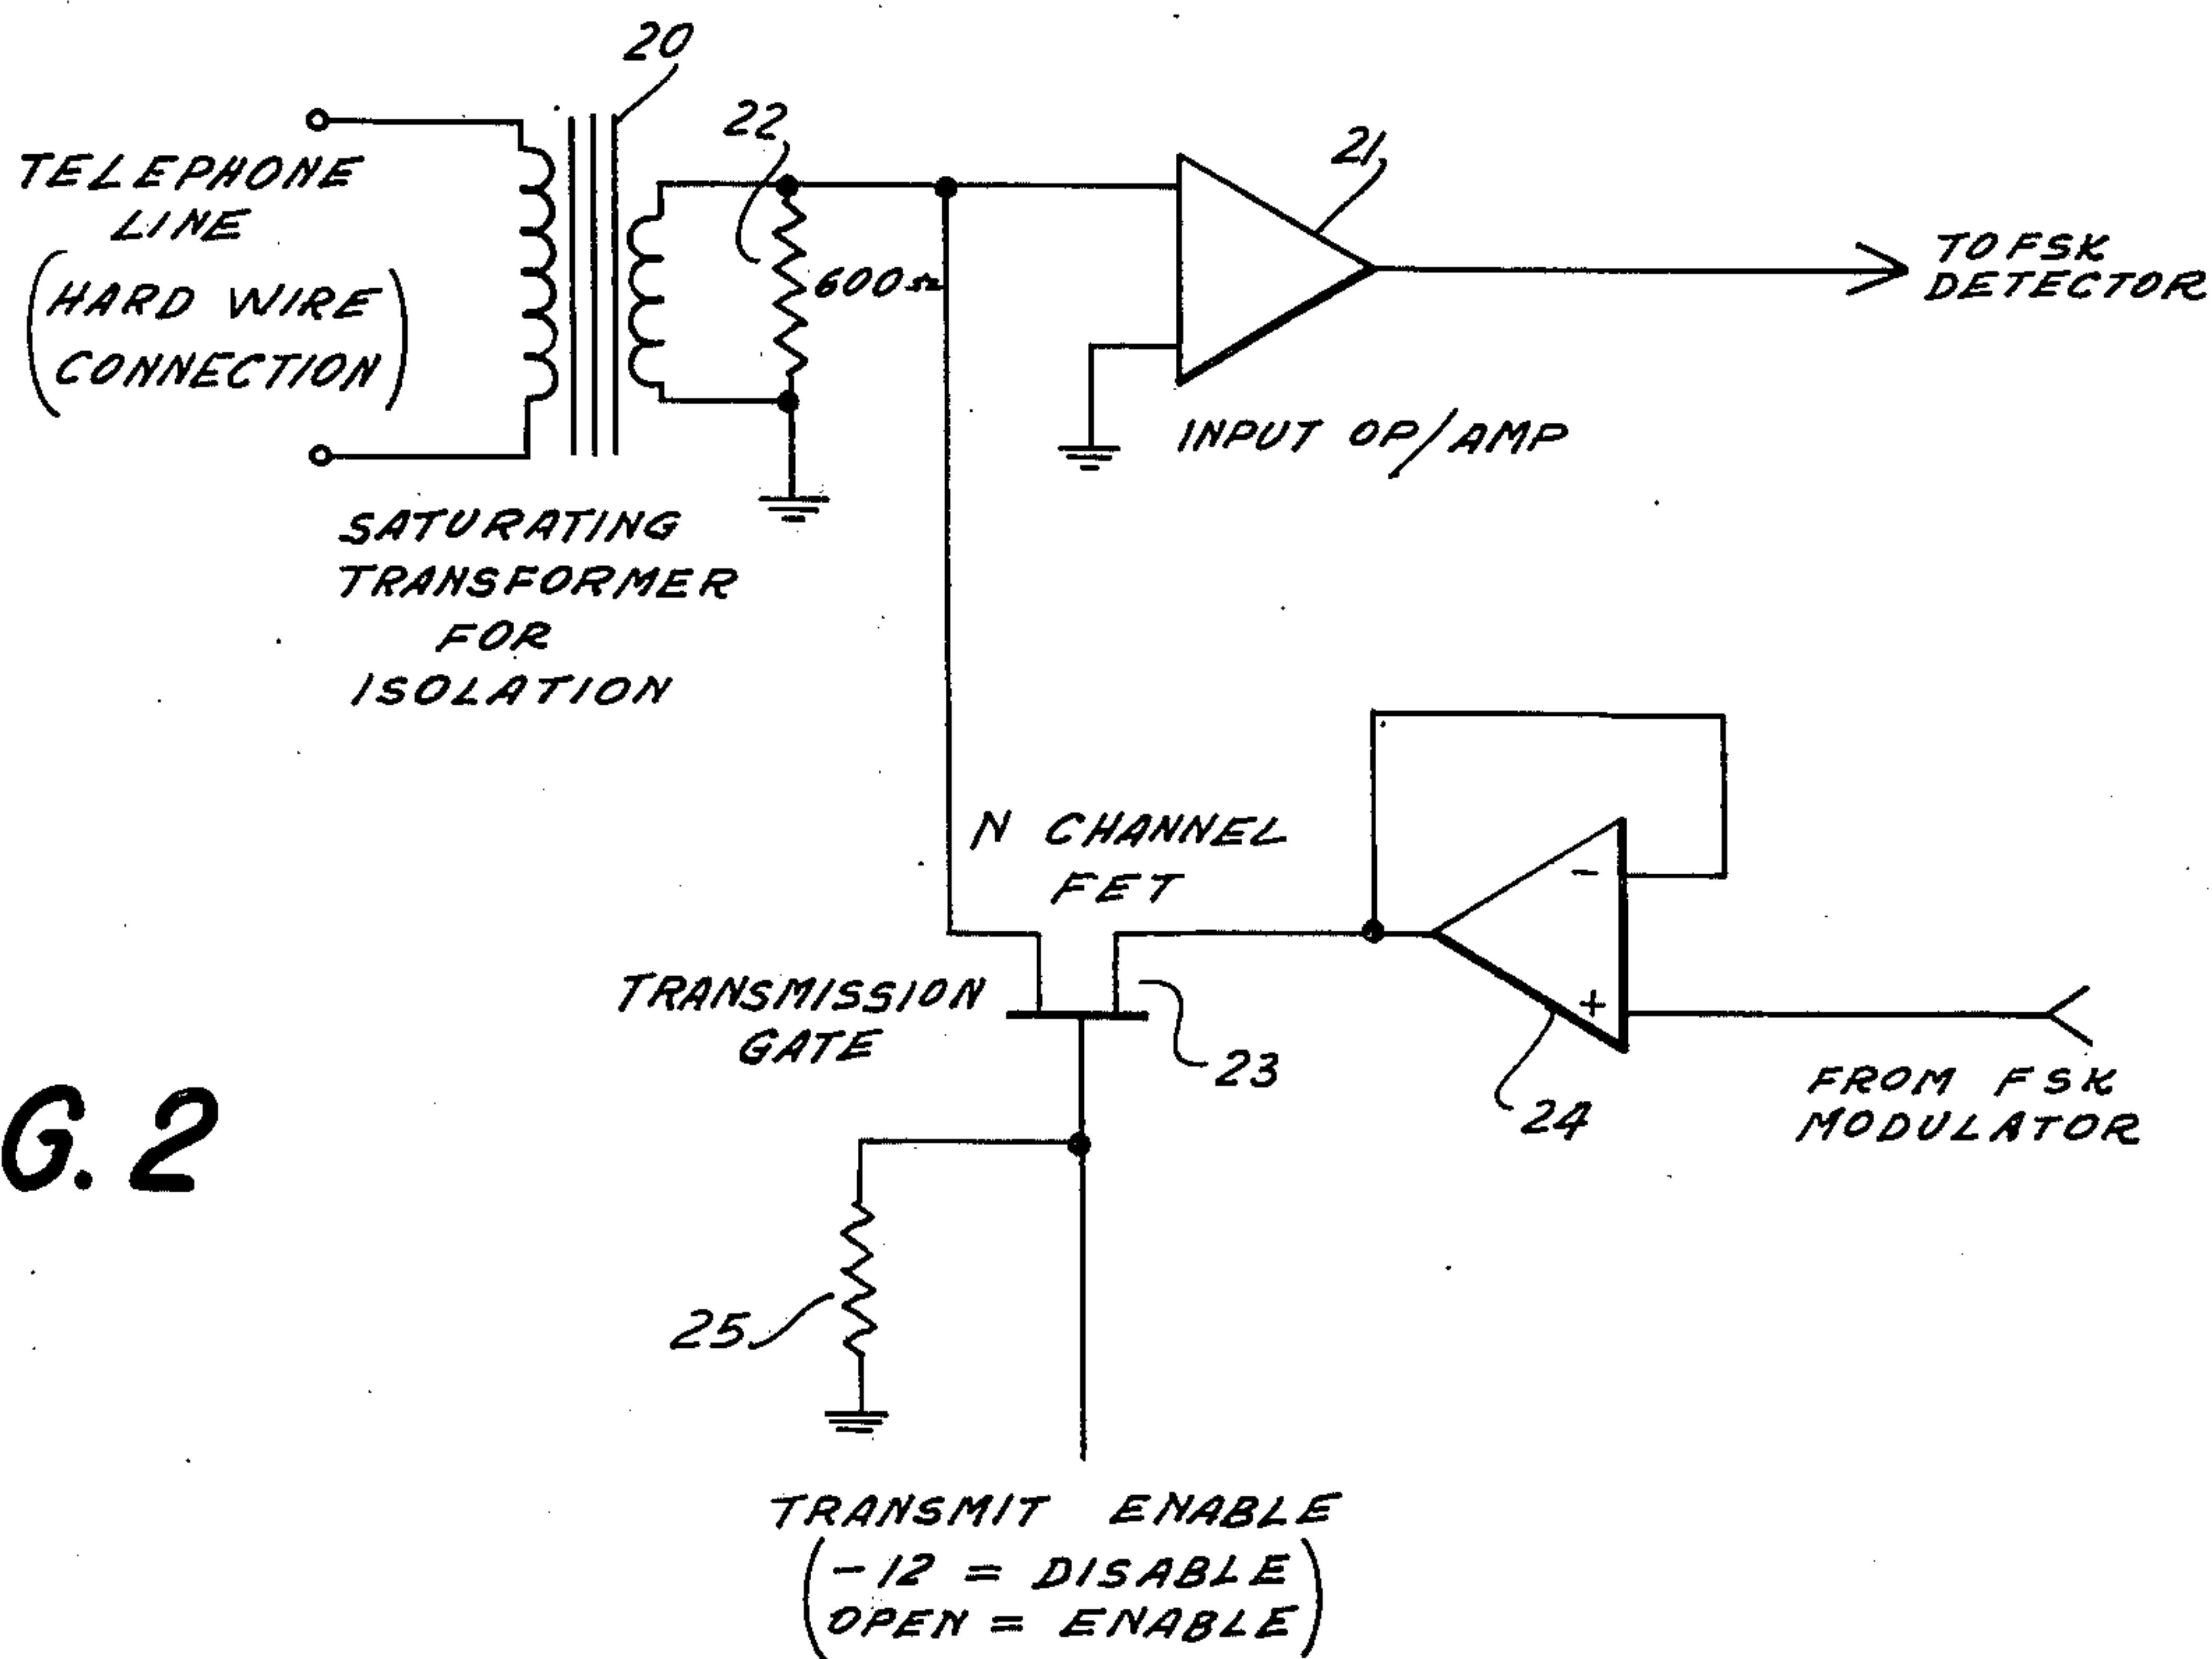 20
22
21
TELEPHONE
LINE
(HARD WIRE
CONNECTION)
600Ω
TO FSK
DETECTOR
INPUT OP/AMP
SATURATING
TRANSFORMER
FOR
ISOLATION
N CHANNEL
FET
-
+
TRANSMISSION
GATE
23
24
FROM FSK
MODULATOR
G. 2
25
TRANSMIT ENABLE
(-12 = DISABLE
OPEN = ENABLE)